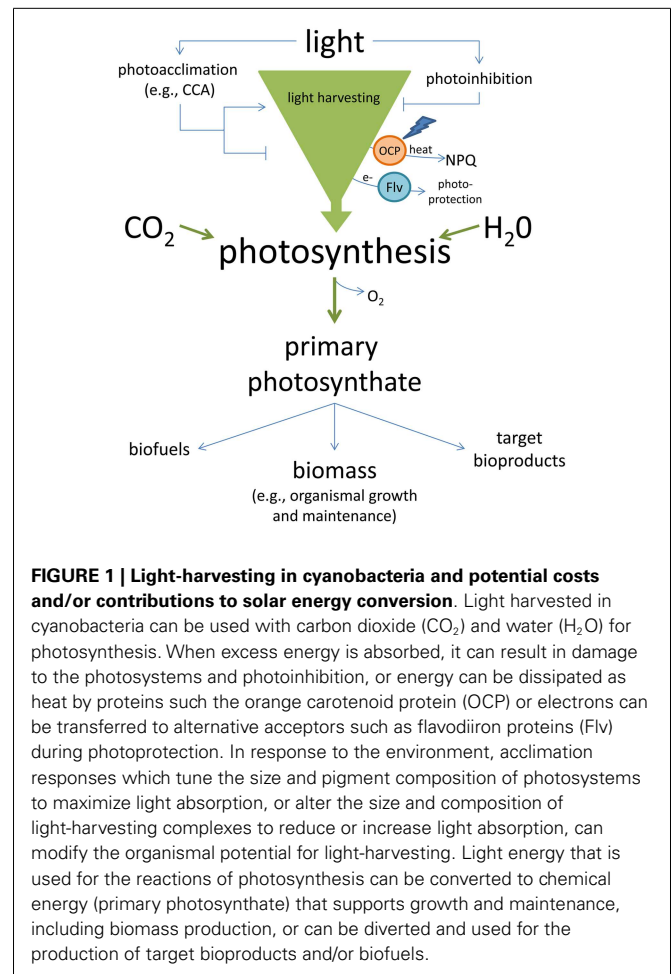 light
photoacclimation
(e.g., CCA)
photoinhibition
light harvesting
OCP
heat
NPQ
e-
Flv
photo-
protection
CO₂
H₂0
photosynthesis
O₂
primary
photosynthate
biofuels
target
bioproducts
biomass
(e.g., organismal growth
and maintenance)
FIGURE 1 | Light-harvesting in cyanobacteria and potential costs
and/or contributions to solar energy conversion. Light harvested in
cyanobacteria can be used with carbon dioxide (CO₂) and water (H₂O) for
photosynthesis. When excess energy is absorbed, it can result in damage
to the photosystems and photoinhibition, or energy can be dissipated as
heat by proteins such the orange carotenoid protein (OCP) or electrons can
be transferred to alternative acceptors such as flavodiiron proteins (Flv)
during photoprotection. In response to the environment, acclimation
responses which tune the size and pigment composition of photosystems
to maximize light absorption, or alter the size and composition of
light-harvesting complexes to reduce or increase light absorption, can
modify the organismal potential for light-harvesting. Light energy that is
used for the reactions of photosynthesis can be converted to chemical
energy (primary photosynthate) that supports growth and maintenance,
including biomass production, or can be diverted and used for the
production of target bioproducts and/or biofuels.